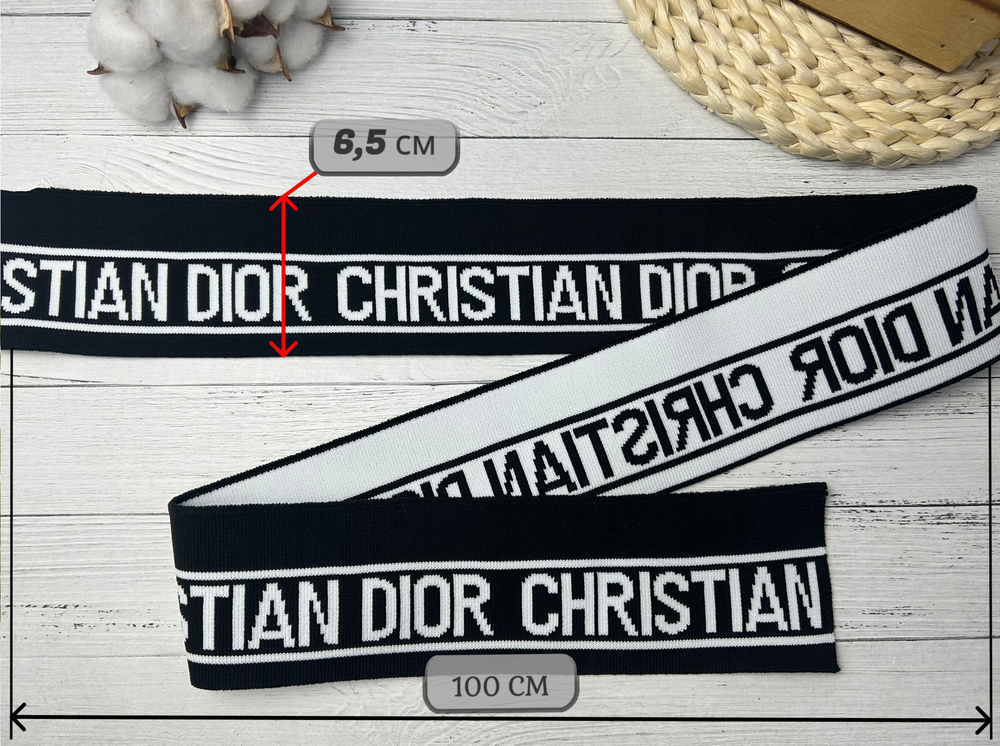 6,5 СМ
STIAN DIOR CHRISTIAN DIOR
AN DIOR CHRISTIAN
STIAN DIOR CHRISTIAN
100 СМ